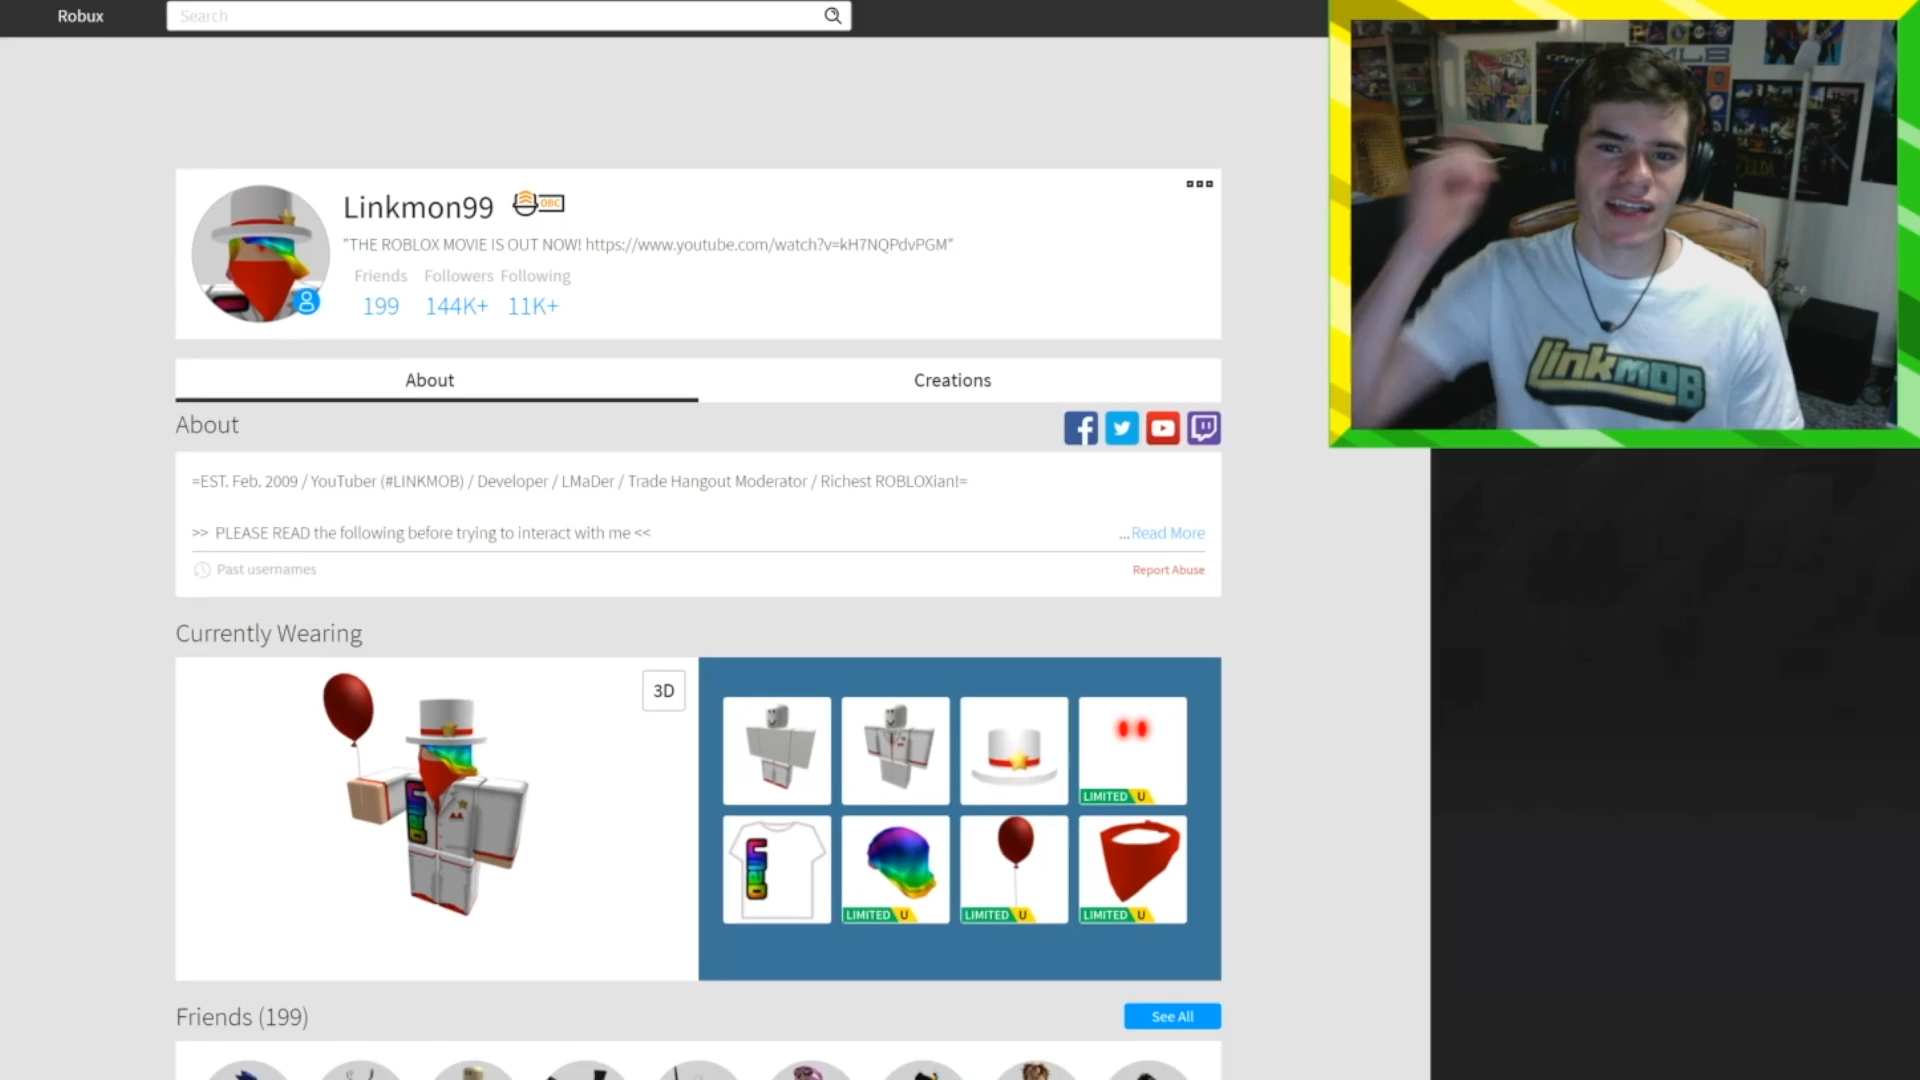 Robux
Search
Linkmon99
OBC
"THE ROBLOX MOVIE IS OUT NOW! https://www.youtube.com/watch?v=kH7NQPdvPGM"
Friends Followers Following
199 144K+ 11K+
About Creations
About
=EST. Feb. 2009 / YouTuber (#LINKMOB) / Developer / LMaDer / Trade Hangout Moderator / Richest ROBLOXian!=
>> PLEASE READ the following before trying to interact with me <<
...Read More
Past usernames
Report Abuse
Currently Wearing
3D
LIMITED U
LIMITED U
LIMITED U
LIMITED U
Friends (199)
See All
MLB
ZELDA
linkmOB